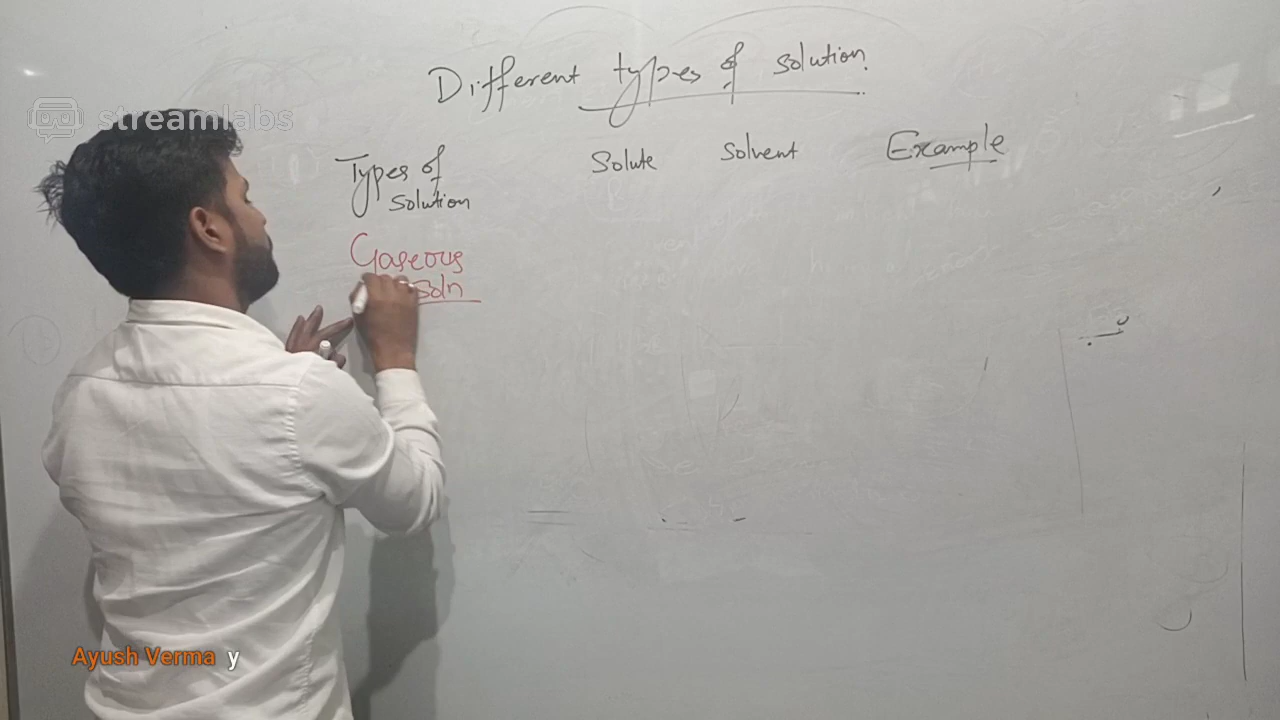 streamlabs
Different types of solution.
Types of solution
Solute
Solvent
Example
Gaseous
Soln
Ayush Verma y